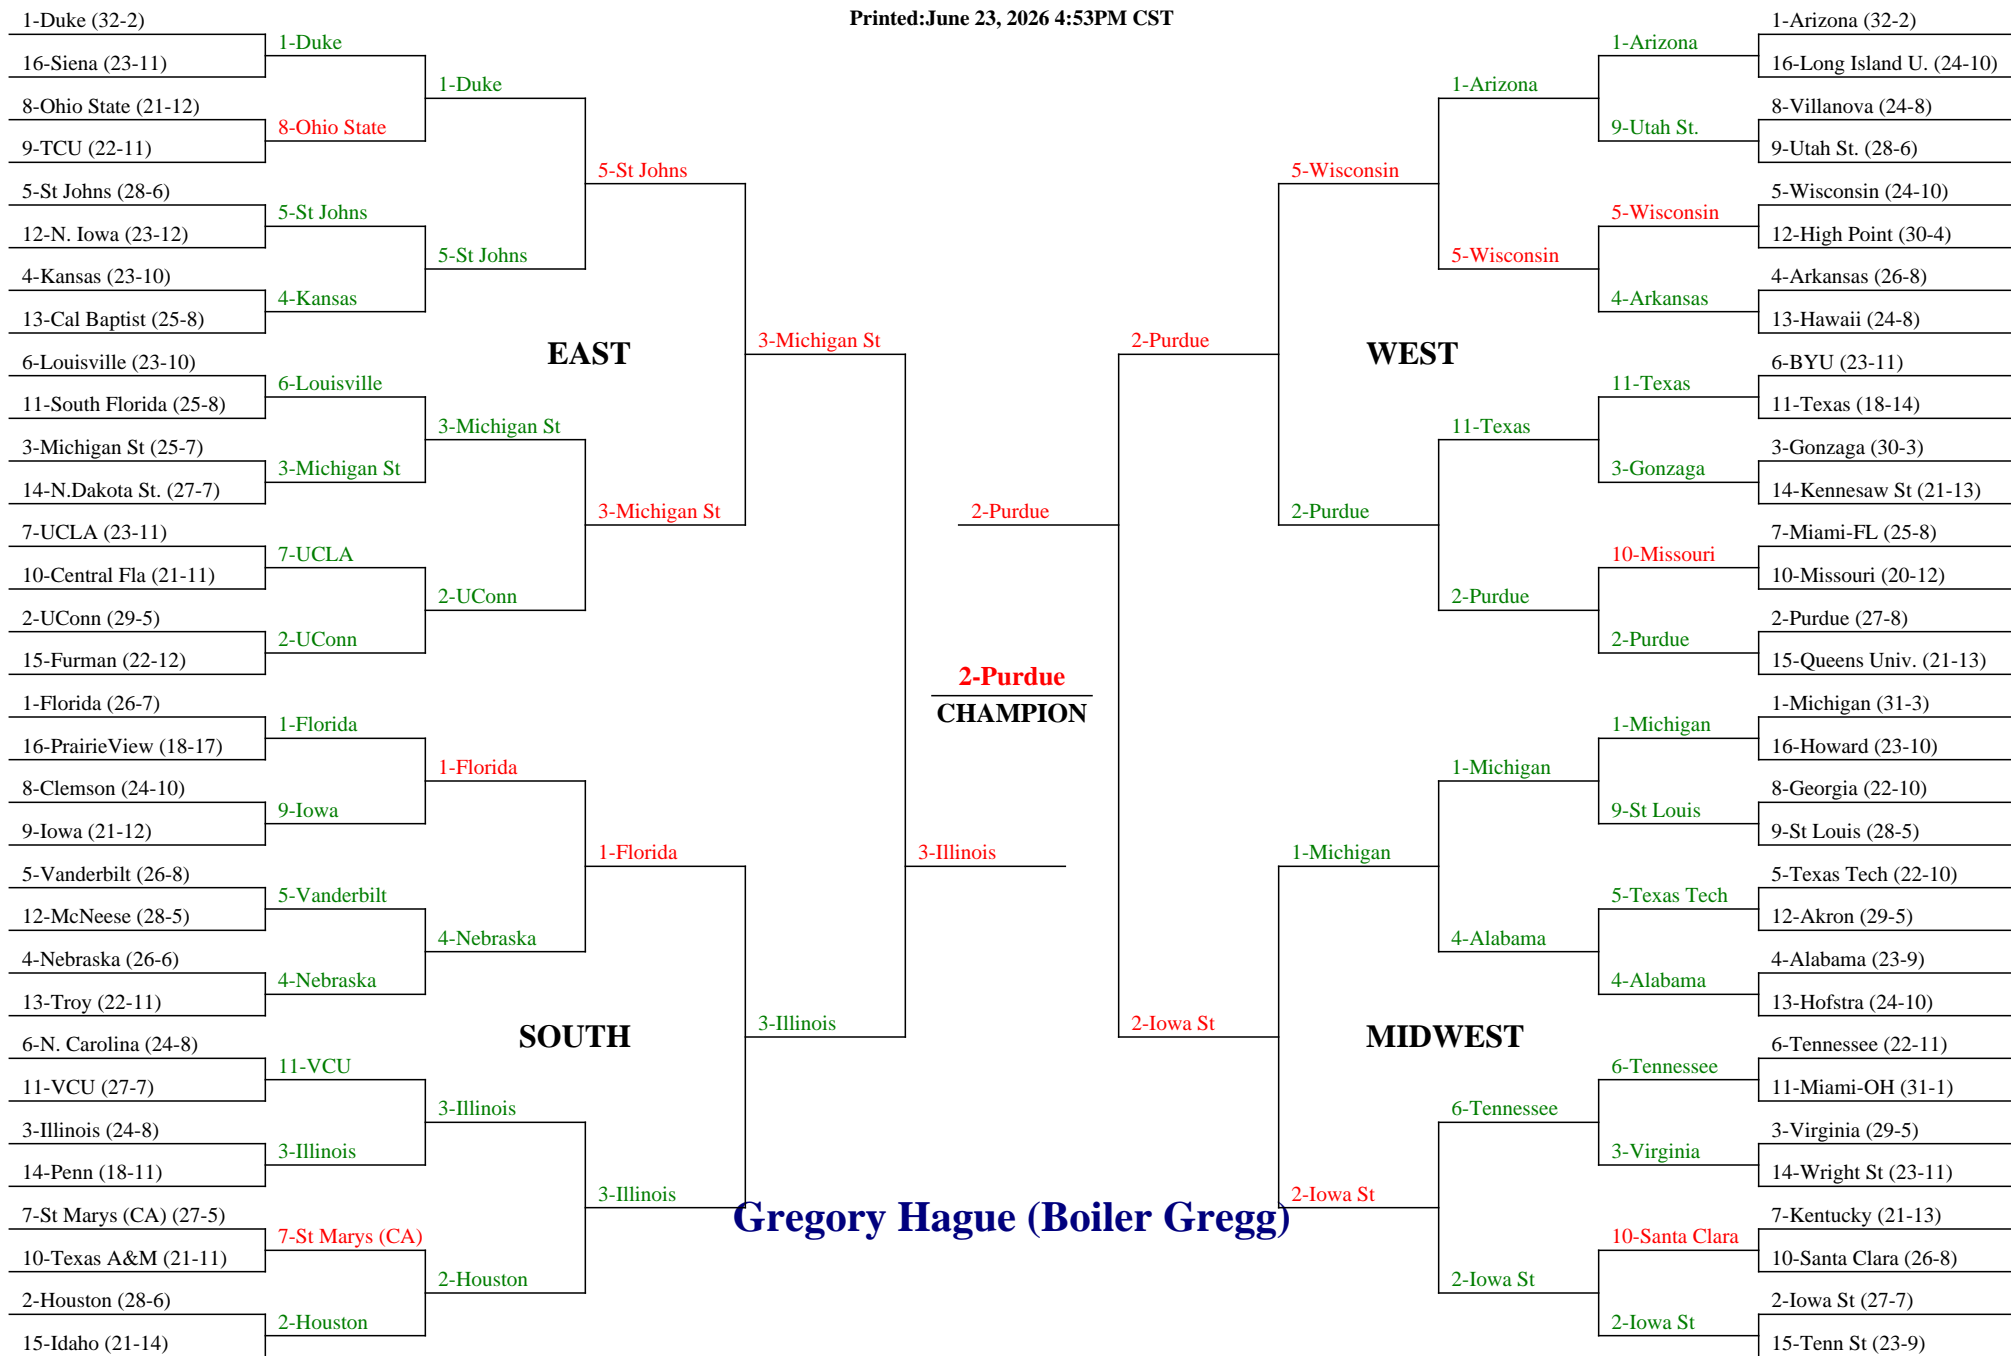 Printed:June 23, 2026 4:53PM CST
1-Duke (32-2)
16-Siena (23-11)
8-Ohio State (21-12)
9-TCU (22-11)
5-St Johns (28-6)
12-N. Iowa (23-12)
4-Kansas (23-10)
13-Cal Baptist (25-8)
6-Louisville (23-10)
11-South Florida (25-8)
3-Michigan St (25-7)
14-N.Dakota St. (27-7)
7-UCLA (23-11)
10-Central Fla (21-11)
2-UConn (29-5)
15-Furman (22-12)
1-Florida (26-7)
16-PrairieView (18-17)
8-Clemson (24-10)
9-Iowa (21-12)
5-Vanderbilt (26-8)
12-McNeese (28-5)
4-Nebraska (26-6)
13-Troy (22-11)
6-N. Carolina (24-8)
11-VCU (27-7)
3-Illinois (24-8)
14-Penn (18-11)
7-St Marys (CA) (27-5)
10-Texas A&M (21-11)
2-Houston (28-6)
15-Idaho (21-14)
1-Duke
8-Ohio State
5-St Johns
4-Kansas
6-Louisville
3-Michigan St
7-UCLA
2-UConn
1-Florida
9-Iowa
5-Vanderbilt
4-Nebraska
11-VCU
3-Illinois
7-St Marys (CA)
2-Houston
1-Duke
5-St Johns
3-Michigan St
2-UConn
1-Florida
4-Nebraska
3-Illinois
2-Houston
EAST
SOUTH
5-St Johns
3-Michigan St
1-Florida
3-Illinois
3-Michigan St
3-Illinois
2-Purdue
3-Illinois
2-Purdue
CHAMPION
Gregory Hague (Boiler Gregg)
2-Purdue
2-Iowa St
5-Wisconsin
2-Purdue
1-Michigan
2-Iowa St
WEST
MIDWEST
1-Arizona
5-Wisconsin
11-Texas
2-Purdue
1-Michigan
4-Alabama
6-Tennessee
2-Iowa St
1-Arizona
9-Utah St.
5-Wisconsin
4-Arkansas
11-Texas
3-Gonzaga
10-Missouri
2-Purdue
1-Michigan
9-St Louis
5-Texas Tech
4-Alabama
6-Tennessee
3-Virginia
10-Santa Clara
2-Iowa St
1-Arizona (32-2)
16-Long Island U. (24-10)
8-Villanova (24-8)
9-Utah St. (28-6)
5-Wisconsin (24-10)
12-High Point (30-4)
4-Arkansas (26-8)
13-Hawaii (24-8)
6-BYU (23-11)
11-Texas (18-14)
3-Gonzaga (30-3)
14-Kennesaw St (21-13)
7-Miami-FL (25-8)
10-Missouri (20-12)
2-Purdue (27-8)
15-Queens Univ. (21-13)
1-Michigan (31-3)
16-Howard (23-10)
8-Georgia (22-10)
9-St Louis (28-5)
5-Texas Tech (22-10)
12-Akron (29-5)
4-Alabama (23-9)
13-Hofstra (24-10)
6-Tennessee (22-11)
11-Miami-OH (31-1)
3-Virginia (29-5)
14-Wright St (23-11)
7-Kentucky (21-13)
10-Santa Clara (26-8)
2-Iowa St (27-7)
15-Tenn St (23-9)